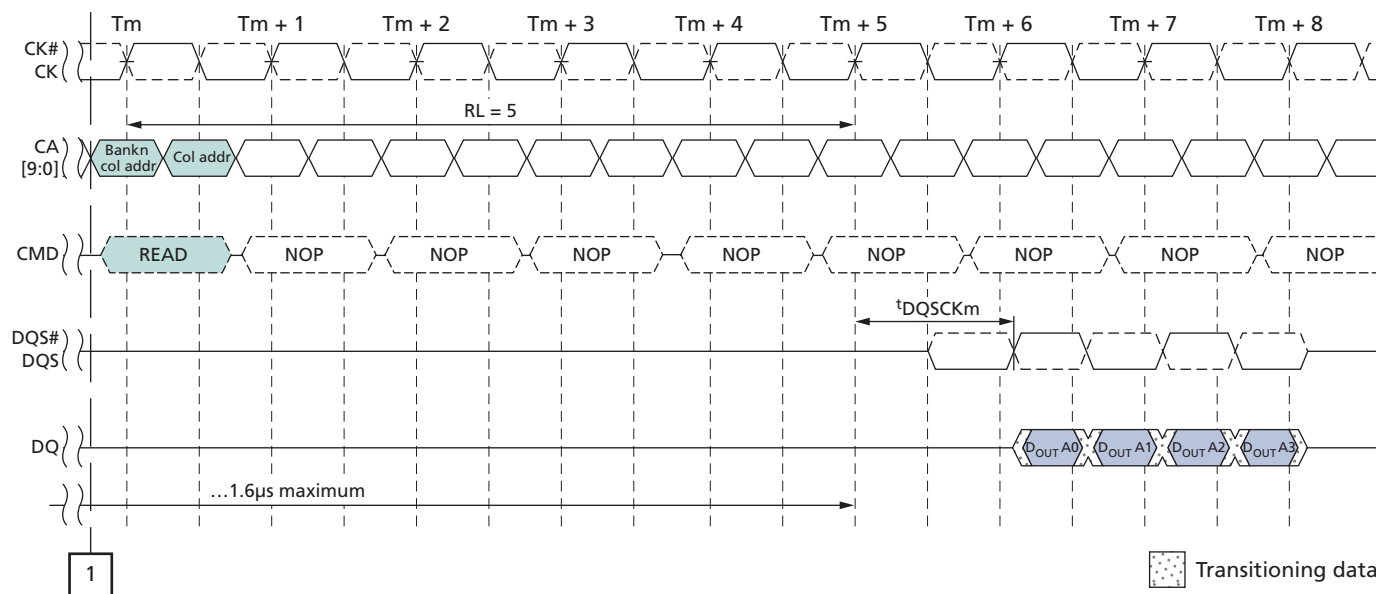 Tm Tm + 1 Tm + 2 Tm + 3 Tm + 4 Tm + 5 Tm + 6 Tm + 7 Tm + 8
CK#
CK
RL = 5
CA
[9:0]
Bankn
col addr
Col addr
CMD
READ NOP NOP NOP NOP NOP NOP NOP NOP
tDQSCKm
DQS#
DQS
DQ
DOUT A0 DOUT A1 DOUT A2 DOUT A3
…1.6µs maximum
1
Transitioning data